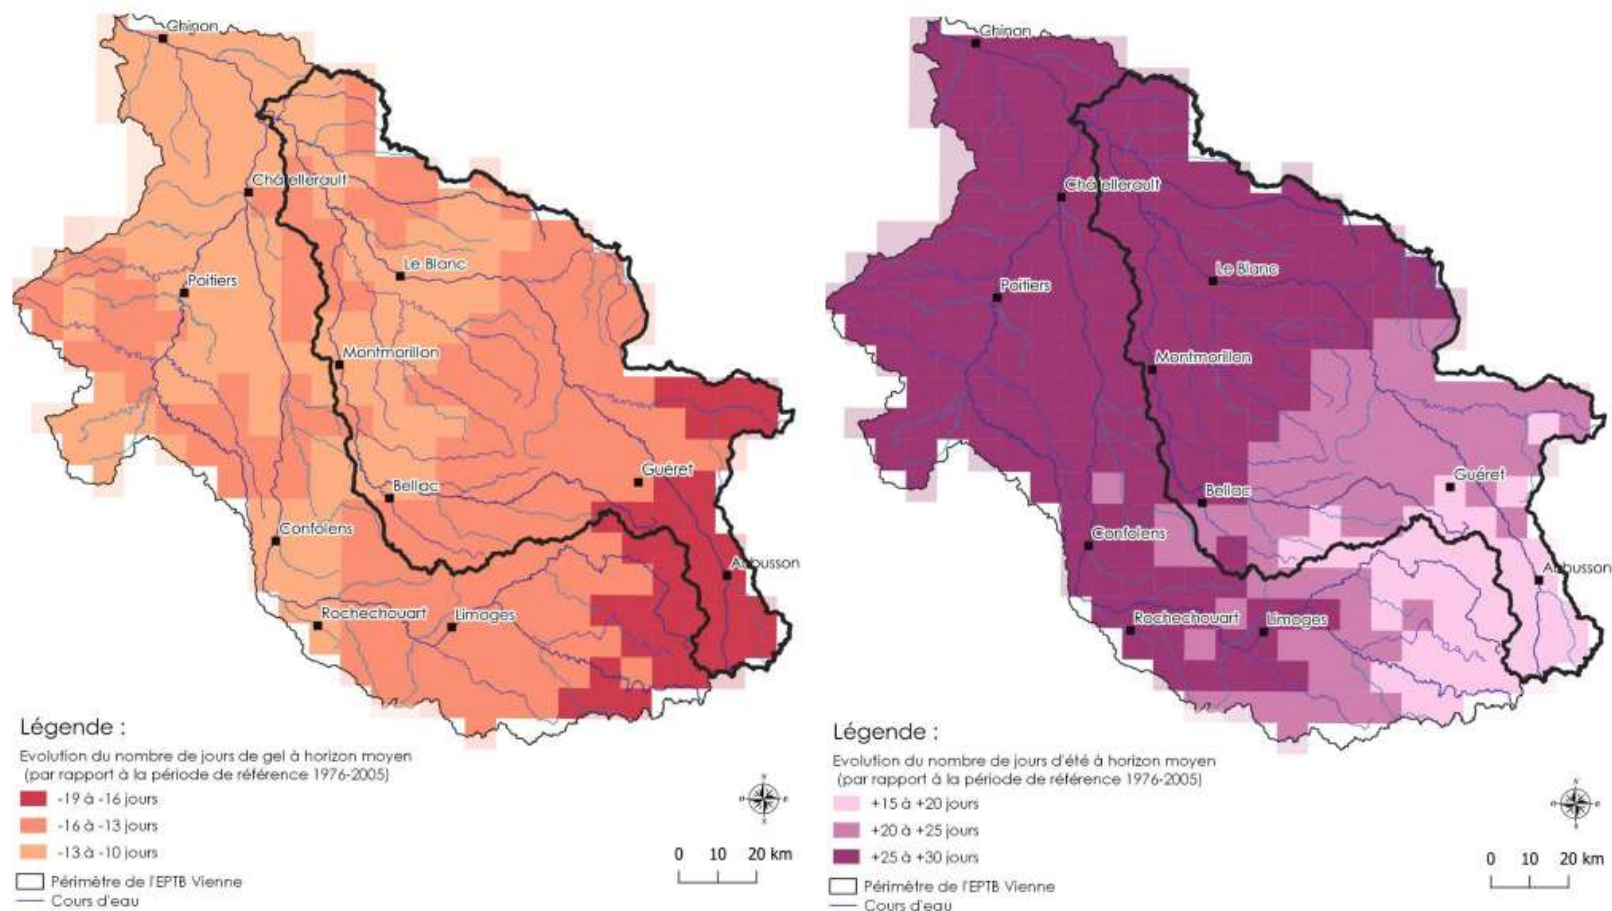 Chinon
Châtellerault
Le Blanc
Poitiers
Montmorillon
Guéret
Bellac
Confolens
Aubusson
Rochechouart
Limoges
Légende :
Evolution du nombre de jours de gel à horizon moyen
(par rapport à la période de référence 1976-2005)
-19 à -16 jours
-16 à -13 jours
-13 à -10 jours
Périmètre de l'EPTB Vienne
Cours d'eau
0 10 20 km
Chinon
Châtellerault
Le Blanc
Poitiers
Montmorillon
Guéret
Bellac
Confolens
Aubusson
Rochechouart
Limoges
Légende :
Evolution du nombre de jours d'été à horizon moyen
(par rapport à la période de référence 1976-2005)
+15 à +20 jours
+20 à +25 jours
+25 à +30 jours
Périmètre de l'EPTB Vienne
Cours d'eau
0 10 20 km